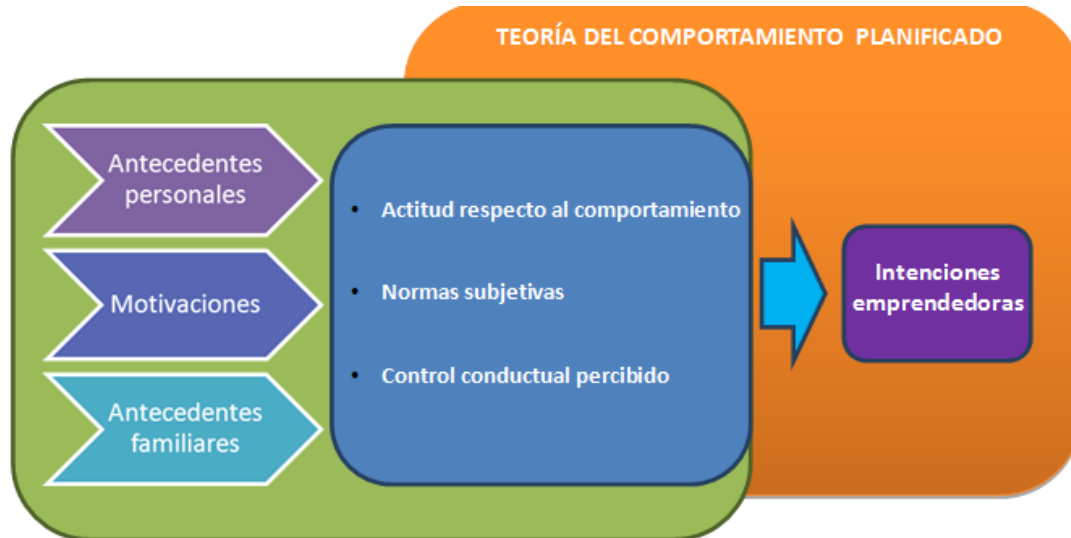 TEORÍA DEL COMPORTAMIENTO PLANIFICADO
Antecedentes
personales
Motivaciones
Antecedentes
familiares
• Actitud respecto al comportamiento
• Normas subjetivas
• Control conductual percibido
Intenciones
emprendedoras